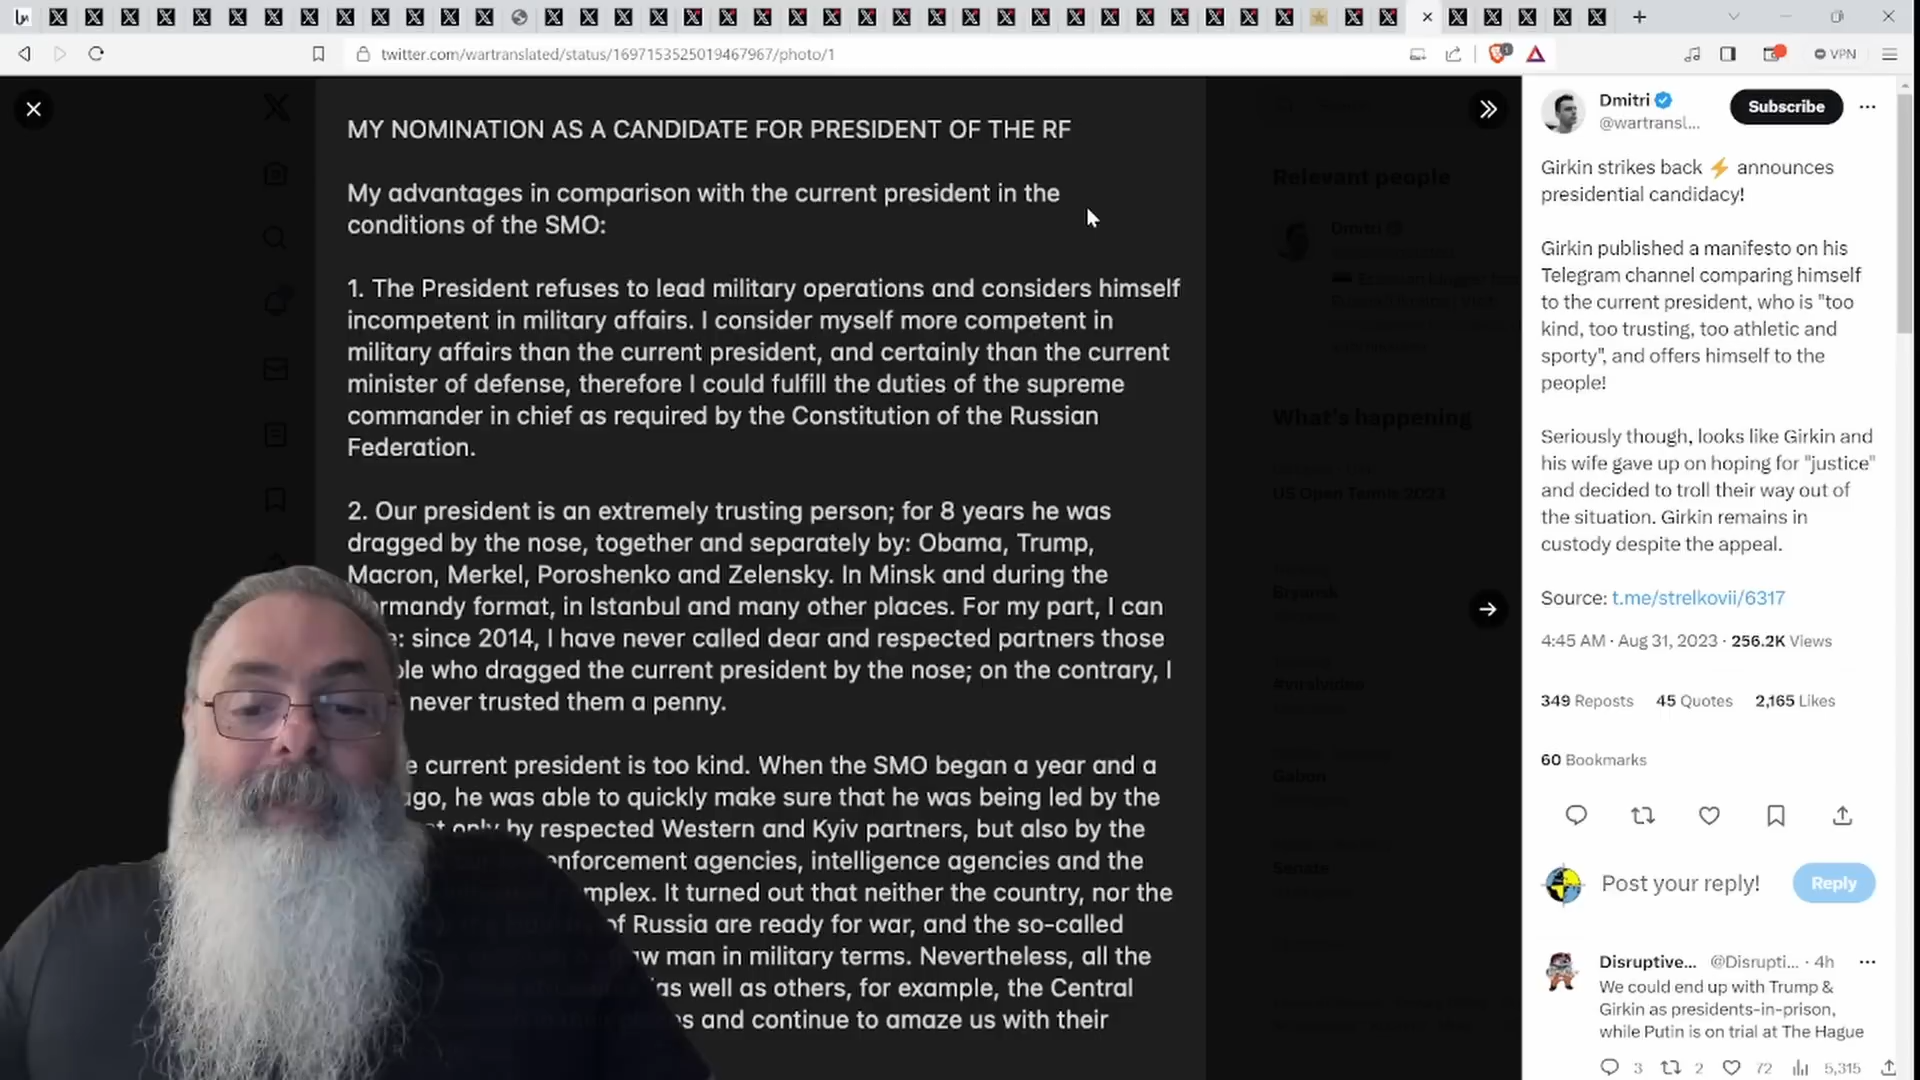 twitter.com/wartranslated/status/1697153525019467967/photo/1
VPN
MY NOMINATION AS A CANDIDATE FOR PRESIDENT OF THE RF
My advantages in comparison with the current president in the
conditions of the SMO:
1. The President refuses to lead military operations and considers himself
incompetent in military affairs. I consider myself more competent in
military affairs than the current president, and certainly than the current
minister of defense, therefore I could fulfill the duties of the supreme
commander in chief as required by the Constitution of the Russian
Federation.
2. Our president is an extremely trusting person; for 8 years he was
dragged by the nose, together and separately by: Obama, Trump,
Macron, Merkel, Poroshenko and Zelensky. In Minsk and during the
format, in Istanbul and many other places. For my part, I can
since 2014, I have never called dear and respected partners those
who dragged the current president by the nose; on the contrary, I
never trusted them a penny.
current president is too kind. When the SMO began a year and a
ago, he was able to quickly make sure that he was being led by the
only by respected Western and Kyiv partners, but also by the
enforcement agencies, intelligence agencies and the
It turned out that neither the country, nor the
of Russia are ready for war, and the so-called
man in military terms. Nevertheless, all the
as well as others, for example, the Central
and continue to amaze us with their
Relevant people
Dmitri
What's happening
US Open Tennis 2023
Bryansk
#viralvideo
Gabon
Senate
Dmitri
@wartransl...
Subscribe
Girkin strikes back ⚡ announces
presidential candidacy!
Girkin published a manifesto on his
Telegram channel comparing himself
to the current president, who is "too
kind, too trusting, too athletic and
sporty", and offers himself to the
people!
Seriously though, looks like Girkin and
his wife gave up on hoping for "justice"
and decided to troll their way out of
the situation. Girkin remains in
custody despite the appeal.
Source: t.me/strelkovii/6317
4:45 AM · Aug 31, 2023 · 256.2K Views
349 Reposts 45 Quotes 2,165 Likes
60 Bookmarks
Post your reply!
Reply
Disruptive... @Disrupti... · 4h
We could end up with Trump &
Girkin as presidents-in-prison,
while Putin is on trial at The Hague
3 2 72 5,315